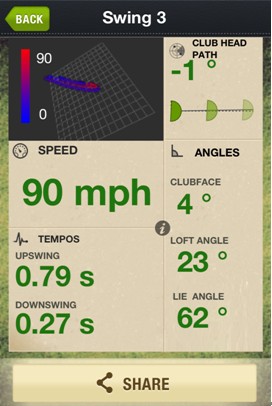 BACK
Swing 3
90
0
CLUB HEAD
PATH
-1 °
SPEED
90 mph
ANGLES
CLUBFACE
4 °
TEMPOS
UPSWING
0.79 s
DOWNSWING
0.27 s
i
LOFT ANGLE
23 °
LIE ANGLE
62 °
SHARE